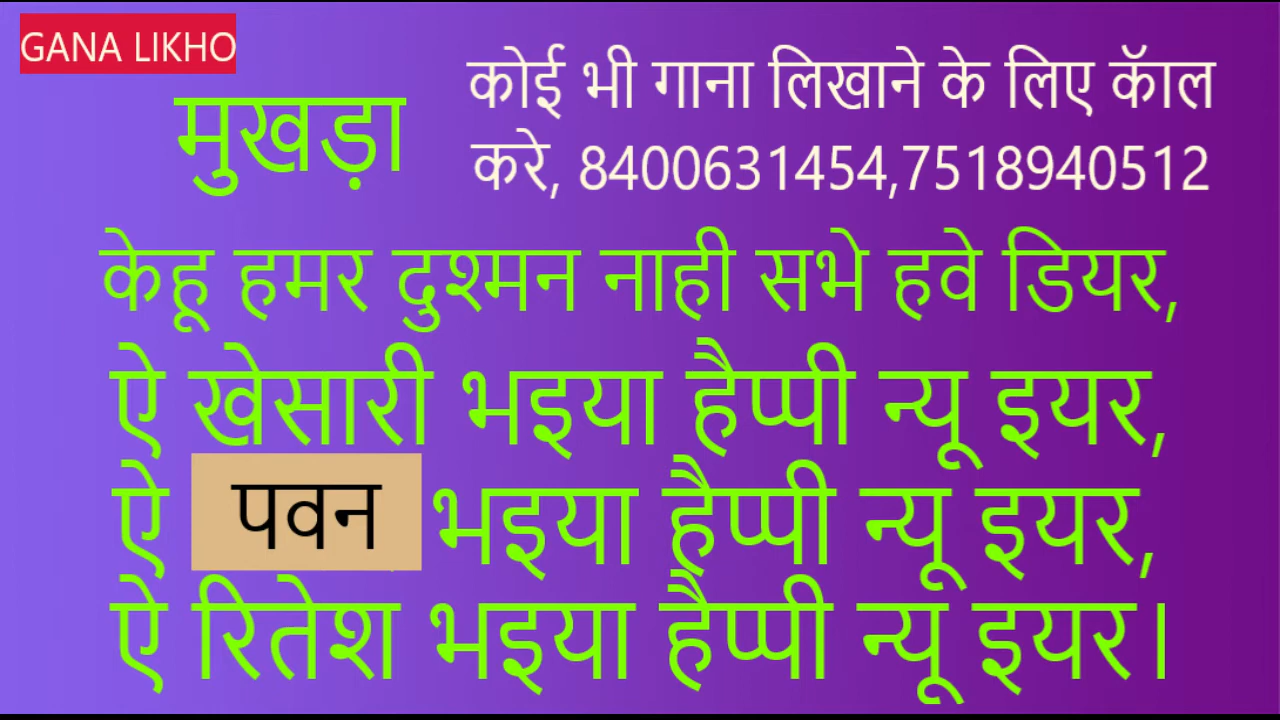 GANA LIKHO
मुखड़ा
कोई भी गाना लिखाने के लिए कॅाल
करे, 8400631454,7518940512
केहू हमर दुश्मन नाही सभे हवे डियर,
ऐ खेसारी भइया हैप्पी न्यू इयर,
ऐ पवन भइया हैप्पी न्यू इयर,
ऐ रितेश भइया हैप्पी न्यू इयर।